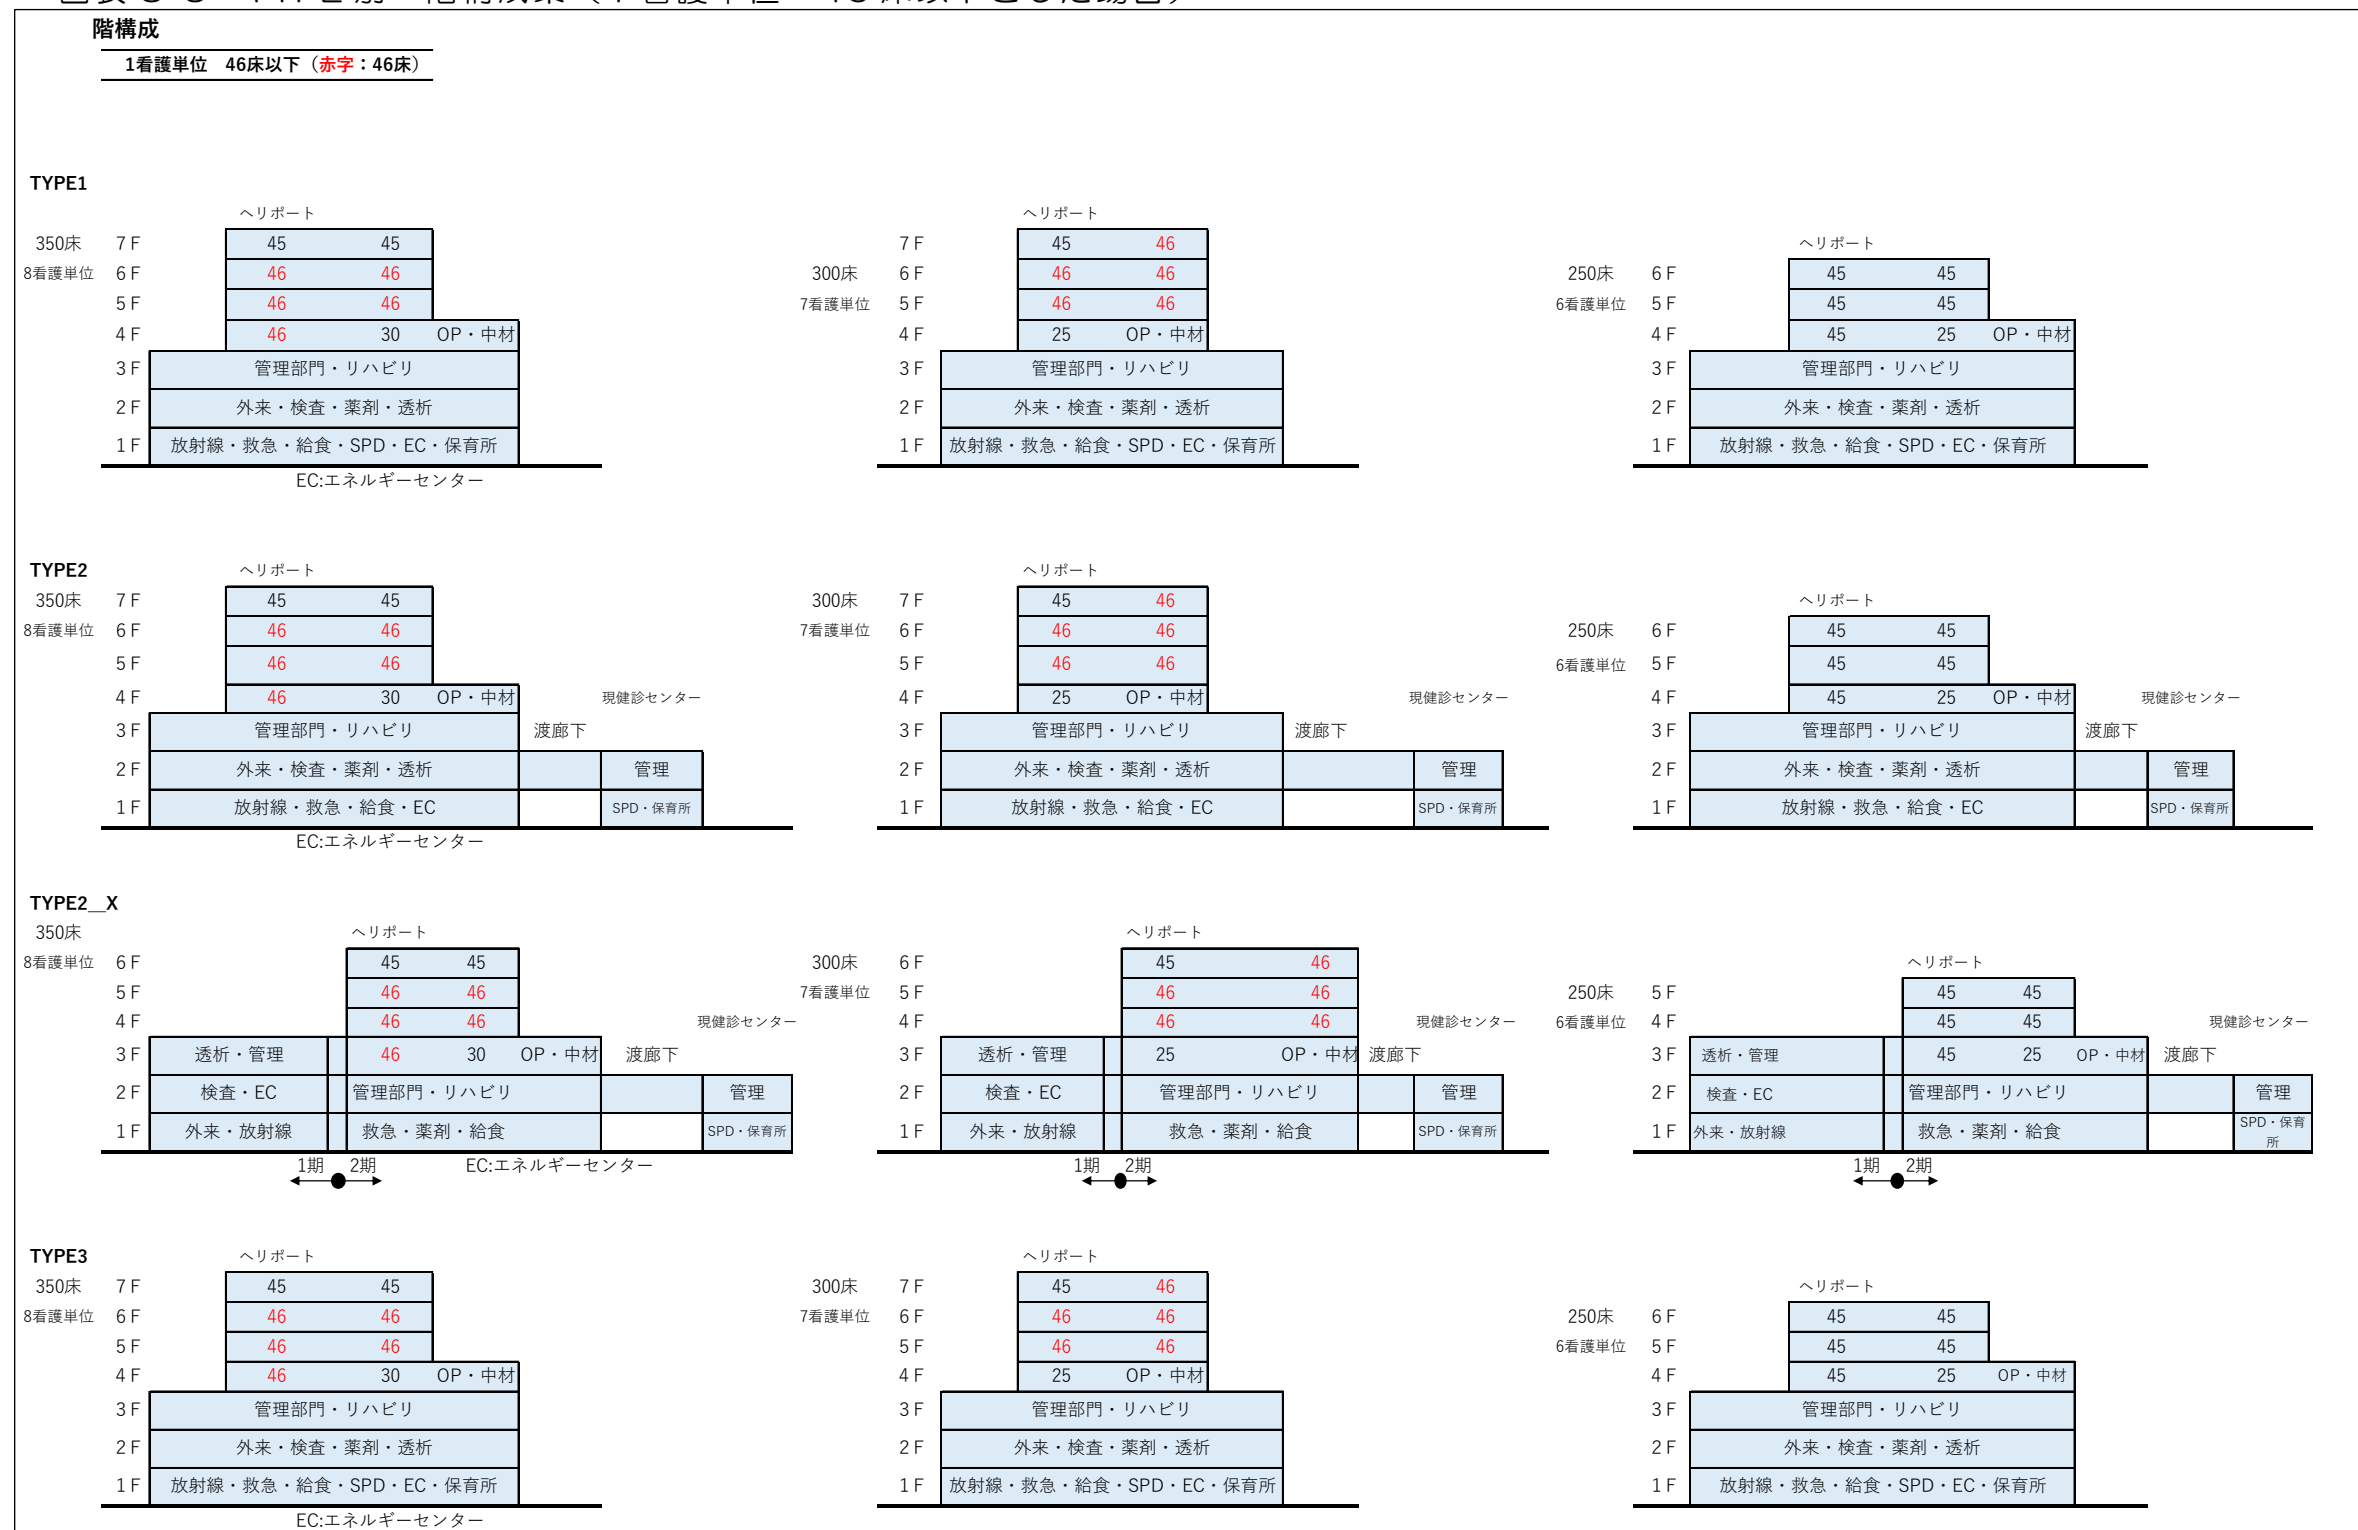 階構成
1看護単位 46床以下（赤字：46床）
TYPE1
ヘリポート ヘリポート
350床 7F 45 45 7F 45 46 ヘリポート
8看護単位 6F 46 46 300床 6F 46 46 250床 6F 45 45
5F 46 46 7看護単位 5F 46 46 6看護単位 5F 45 45
4F 46 30 OP・中材 4F 25 OP・中材 4F 45 25 OP・中材
3F 管理部門・リハビリ 3F 管理部門・リハビリ 3F 管理部門・リハビリ
2F 外来・検査・薬剤・透析 2F 外来・検査・薬剤・透析 2F 外来・検査・薬剤・透析
1F 放射線・救急・給食・SPD・EC・保育所 1F 放射線・救急・給食・SPD・EC・保育所 1F 放射線・救急・給食・SPD・EC・保育所
EC:エネルギーセンター
TYPE2 ヘリポート ヘリポート
350床 7F 45 45 300床 7F 45 46 ヘリポート
8看護単位 6F 46 46 7看護単位 6F 46 46 250床 6F 45 45
5F 46 46 5F 46 46 6看護単位 5F 45 45
4F 46 30 OP・中材 現健診センター 4F 25 OP・中材 現健診センター 4F 45 25 OP・中材 現健診センター
3F 管理部門・リハビリ 渡廊下 3F 管理部門・リハビリ 渡廊下 3F 管理部門・リハビリ 渡廊下
2F 外来・検査・薬剤・透析 管理 2F 外来・検査・薬剤・透析 管理 2F 外来・検査・薬剤・透析 管理
1F 放射線・救急・給食・EC SPD・保育所 1F 放射線・救急・給食・EC SPD・保育所 1F 放射線・救急・給食・EC SPD・保育所
EC:エネルギーセンター
TYPE2__X
350床 ヘリポート ヘリポート
8看護単位 6F 45 45 300床 6F 45 46 ヘリポート
5F 46 46 7看護単位 5F 46 46 250床 5F 45 45
4F 46 46 現健診センター 4F 46 46 現健診センター 6看護単位 4F 45 45 現健診センター
3F 透析・管理 46 30 OP・中材 渡廊下 3F 透析・管理 25 OP・中材 渡廊下 3F 透析・管理 45 25 OP・中材 渡廊下
2F 検査・EC 管理部門・リハビリ 管理 2F 検査・EC 管理部門・リハビリ 管理 2F 検査・EC 管理部門・リハビリ 管理
1F 外来・放射線 救急・薬剤・給食 SPD・保育所 1F 外来・放射線 救急・薬剤・給食 SPD・保育所 1F 外来・放射線 救急・薬剤・給食 SPD・保育所
1期 2期 EC:エネルギーセンター 1期 2期 1期 2期
TYPE3 ヘリポート ヘリポート
350床 7F 45 45 300床 7F 45 46 ヘリポート
8看護単位 6F 46 46 7看護単位 6F 46 46 250床 6F 45 45
5F 46 46 5F 46 46 6看護単位 5F 45 45
4F 46 30 OP・中材 4F 25 OP・中材 4F 45 25 OP・中材
3F 管理部門・リハビリ 3F 管理部門・リハビリ 3F 管理部門・リハビリ
2F 外来・検査・薬剤・透析 2F 外来・検査・薬剤・透析 2F 外来・検査・薬剤・透析
1F 放射線・救急・給食・SPD・EC・保育所 1F 放射線・救急・給食・SPD・EC・保育所 1F 放射線・救急・給食・SPD・EC・保育所
EC:エネルギーセンター